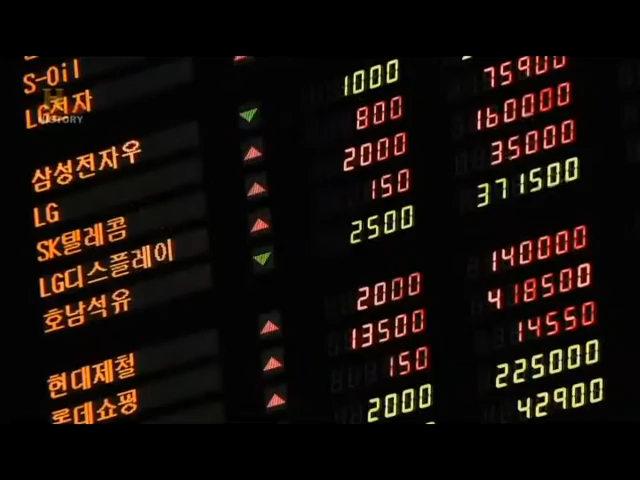 S-Oil
LG전자
삼성전자우 ▼ 1000
LG ▲ 800 75900
SK텔레콤 ▲ 2000 160000
LG디스플레이 ▲ 150 35000
호남석유 ▼ 2500 371500
현대제철 ▲ 2000 140000
롯데쇼핑 ▲ 13500 418500
▲ 150 14550
2000 225000
42900
HISTORY